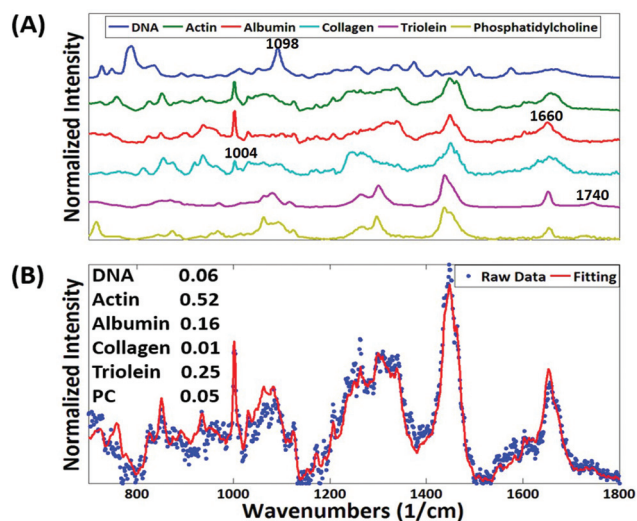 (A)
DNA Actin Albumin Collagen Triolein Phosphatidylcholine
1098
1660
1004
1740
Normalized Intensity
(B)
Raw Data Fitting
DNA 0.06
Actin 0.52
Albumin 0.16
Collagen 0.01
Triolein 0.25
PC 0.05
Normalized Intensity
800 1000 1200 1400 1600 1800
Wavenumbers (1/cm)